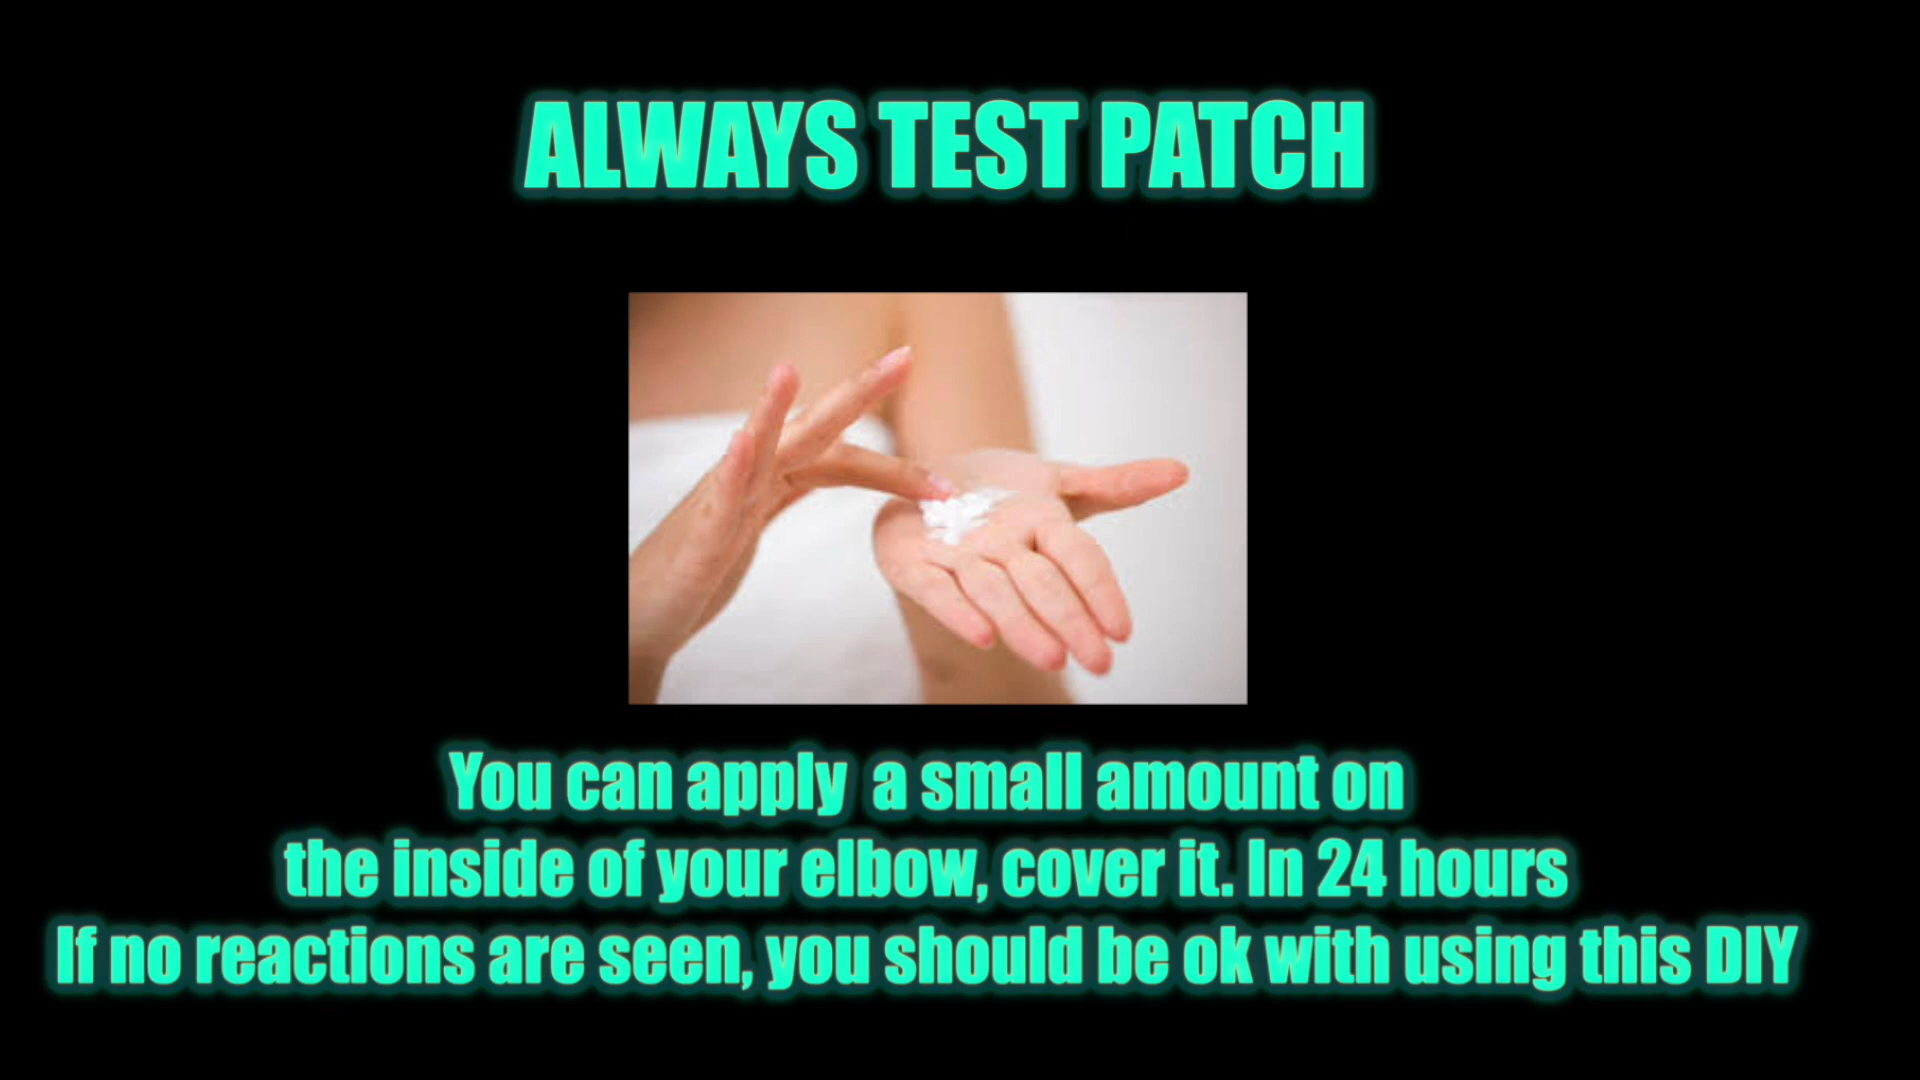 ALWAYS TEST PATCH
You can apply a small amount on
the inside of your elbow, cover it. In 24 hours
If no reactions are seen, you should be ok with using this DIY